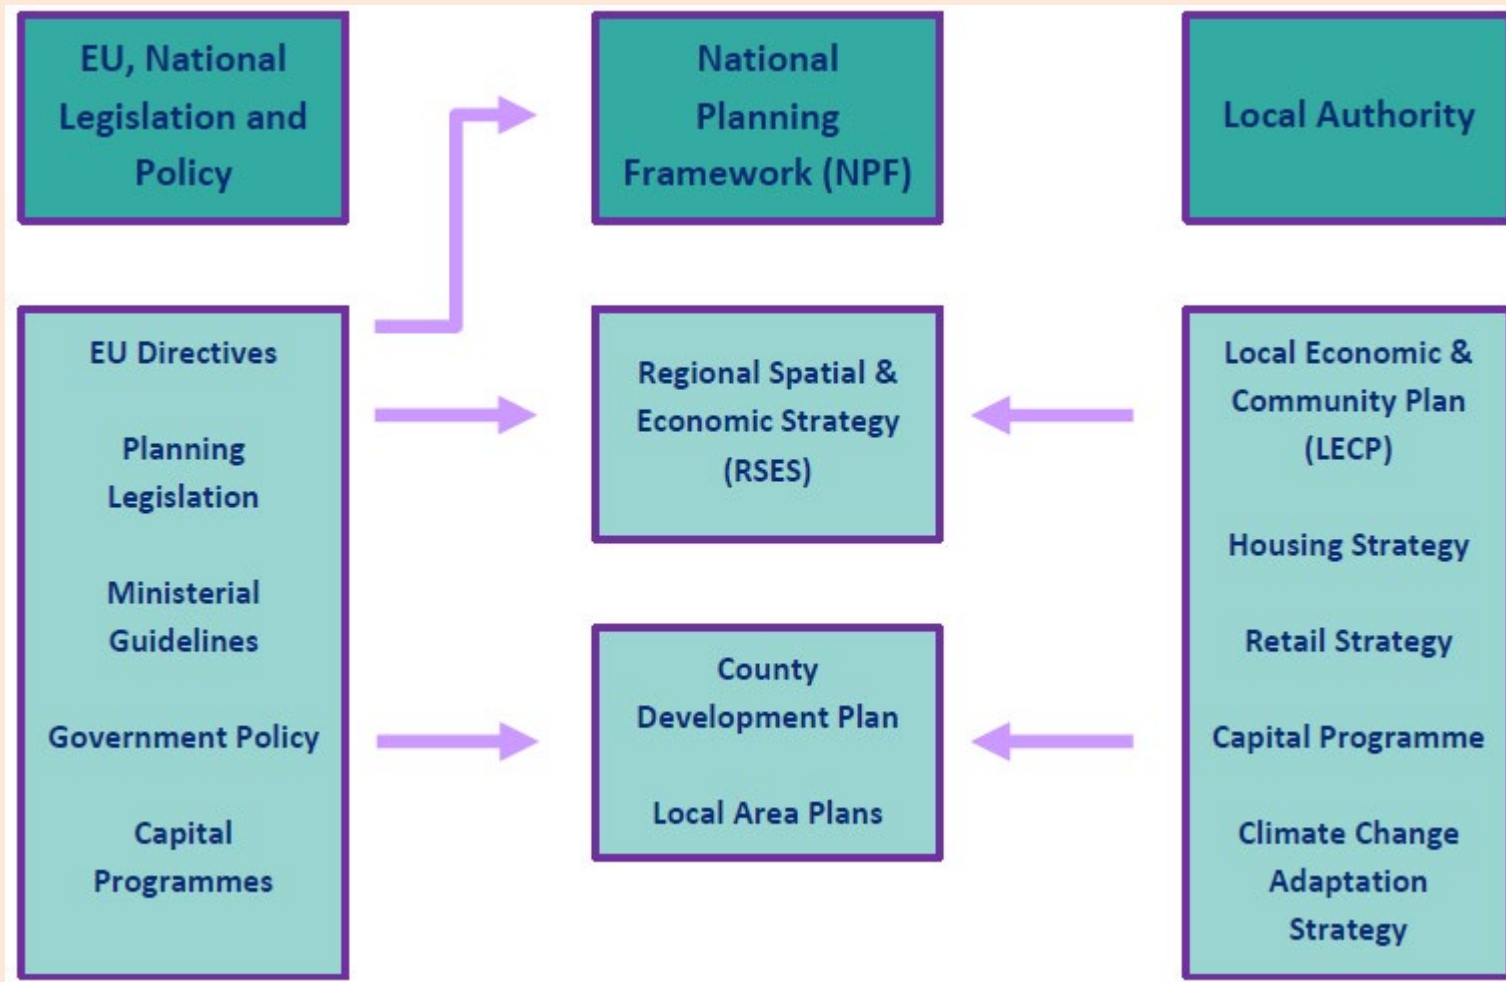 EU, National
Legislation and
Policy
National
Planning
Framework (NPF)
Local Authority
EU Directives
Planning
Legislation
Ministerial
Guidelines
Government Policy
Capital
Programmes
Regional Spatial &
Economic Strategy
(RSES)
County
Development Plan
Local Area Plans
Local Economic &
Community Plan
(LECP)
Housing Strategy
Retail Strategy
Capital Programme
Climate Change
Adaptation
Strategy